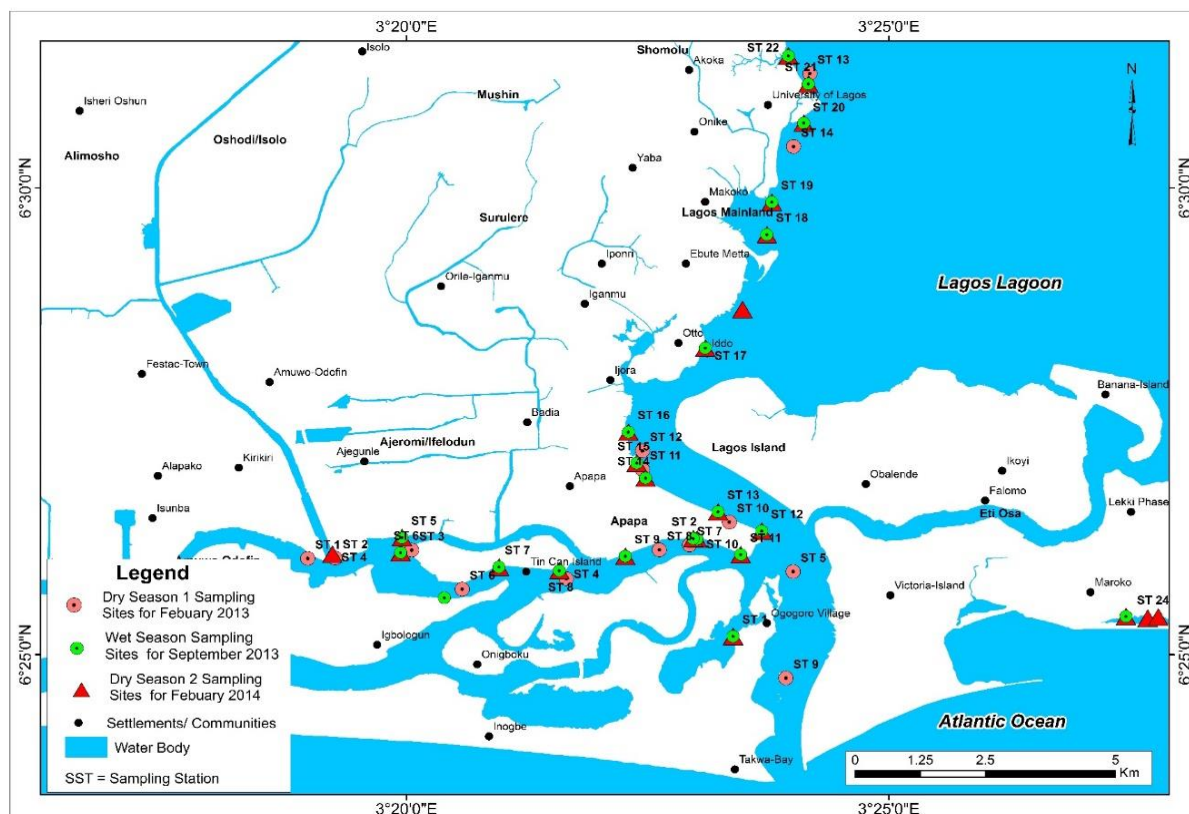 3°20'0"E
3°25'0"E
Isolo
Shomolu
ST 22
Akoka
ST 21
ST 13
N
Isheri Oshun
Mushin
University of Lagos
ST 20
Alimosho
Oshodi/Isolo
Onike
ST 14
Yaba
6°30'0"N
6°30'0"N
Makoko
ST 19
Surulere
Lagos Mainland
ST 18
Iponri
Ebute Metta
Orile-Iganmu
Iganmu
Lagos Lagoon
Otto
Iddo
ST 17
Festac-Town
Amuwo-Odofin
Ijora
Banana-Island
Badia
ST 16
Ajeromi/Ifelodun
ST 15
ST 12
Lagos Island
Alapako
Kirikiri
Ajegunle
ST 14
ST 11
Ikoyi
Apapa
Obalende
Falomo
Isunba
ST 13
Eti Osa
Lekki Phase
ST 5
Apapa
ST 2
ST 10
ST 12
ST 6
ST 3
ST 9
ST 8
ST 7
ST 10
ST 11
Amuwo-Odofin
ST 1
ST 2
ST 4
ST 7
Tin Can Island
ST 4
ST 5
Legend
ST 6
ST 8
Victoria-Island
Maroko
ST 24
Dry Season 1 Sampling
Sites for Febuary 2013
Ogogoro Village
Wet Season Sampling
Sites for September 2013
Igbologun
Onigboku
6°25'0"N
6°25'0"N
ST 9
Dry Season 2 Sampling
Sites for Febuary 2014
Settlements/ Communities
Inogbe
Atlantic Ocean
Water Body
Takwa-Bay
0
1.25
2.5
5
Km
SST = Sampling Station
3°20'0"E
3°25'0"E